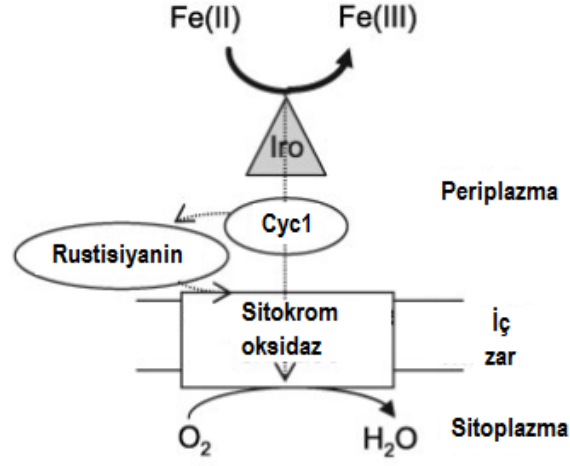 Fe(II)
Fe(III)
Iro
Periplazma
Cyc1
Rustisiyanin
Sitokrom
oksidaz
İç
zar
Sitoplazma
O₂
H₂O